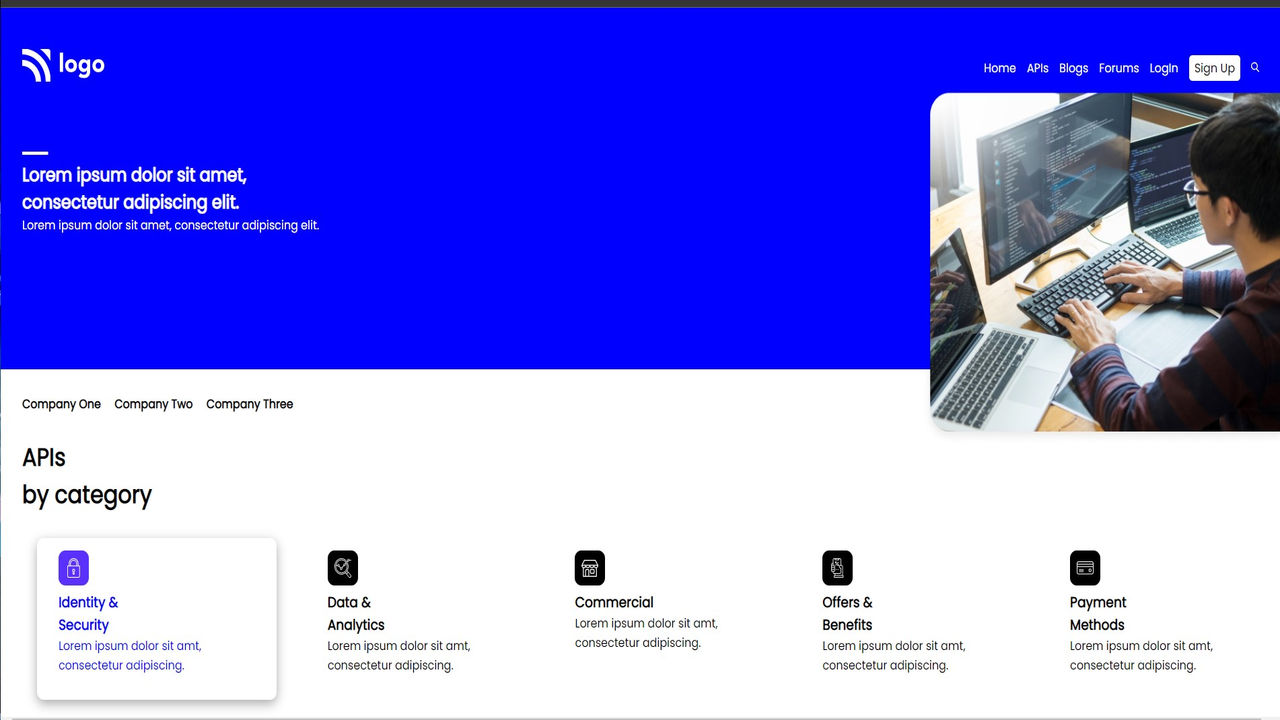 logo
Home APIs Blogs Forums LogIn Sign Up
Lorem ipsum dolor sit amet,
consectetur adipiscing elit.
Lorem ipsum dolor sit amet, consectetur adipiscing elit.
Company One Company Two Company Three
APIs
by category
Identity &
Security
Lorem ipsum dolor sit amt,
consectetur adipiscing.
Data &
Analytics
Lorem ipsum dolor sit amt,
consectetur adipiscing.
Commercial
Lorem ipsum dolor sit amt,
consectetur adipiscing.
Offers &
Benefits
Lorem ipsum dolor sit amt,
consectetur adipiscing.
Payment
Methods
Lorem ipsum dolor sit amt,
consectetur adipiscing.